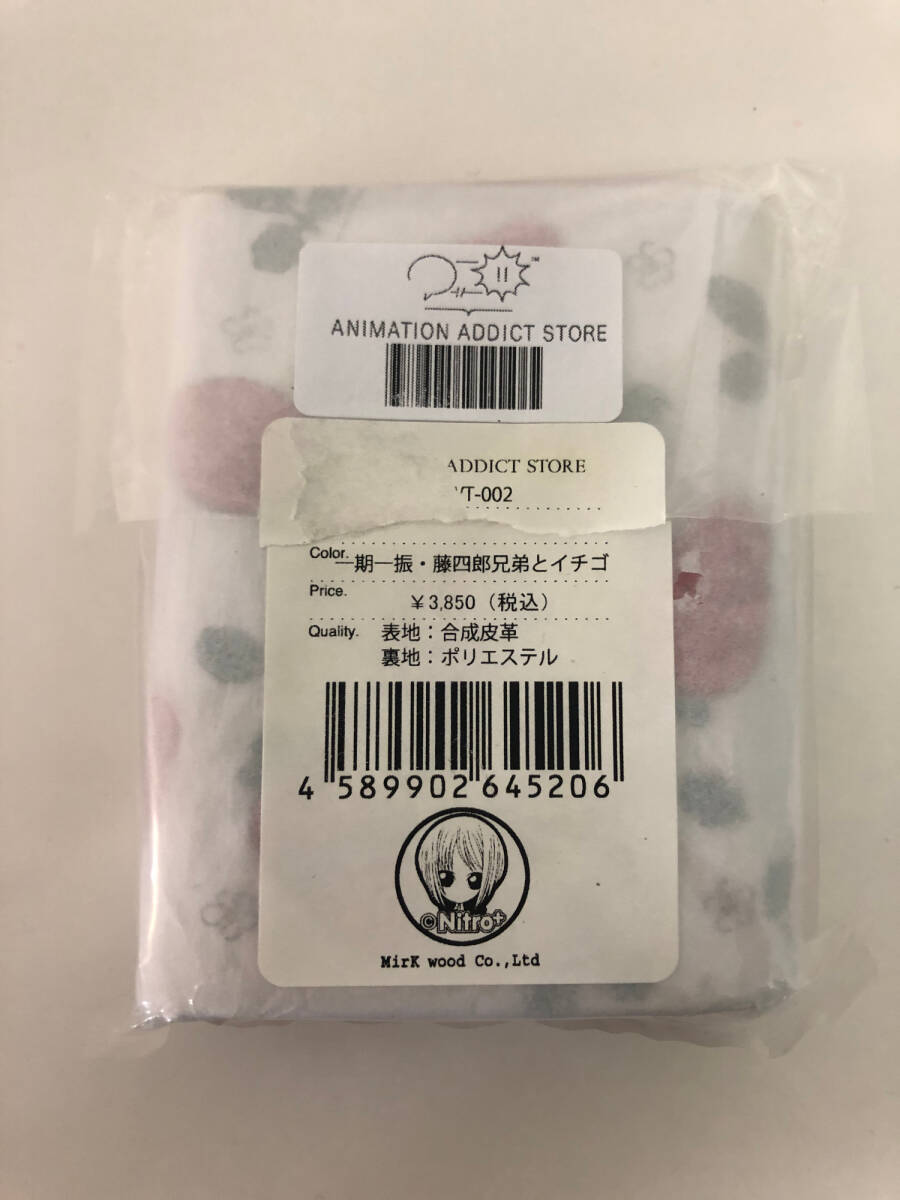 ™
ANIMATION ADDICT STORE
ADDICT STORE
T-002
Color. 一期一振・藤四郎兄弟とイチゴ
Price. ¥3,850（税込）
Quality. 表地：合成皮革
裏地：ポリエステル
4 589902 645206
©Nitro+
MirK wood Co.,Ltd